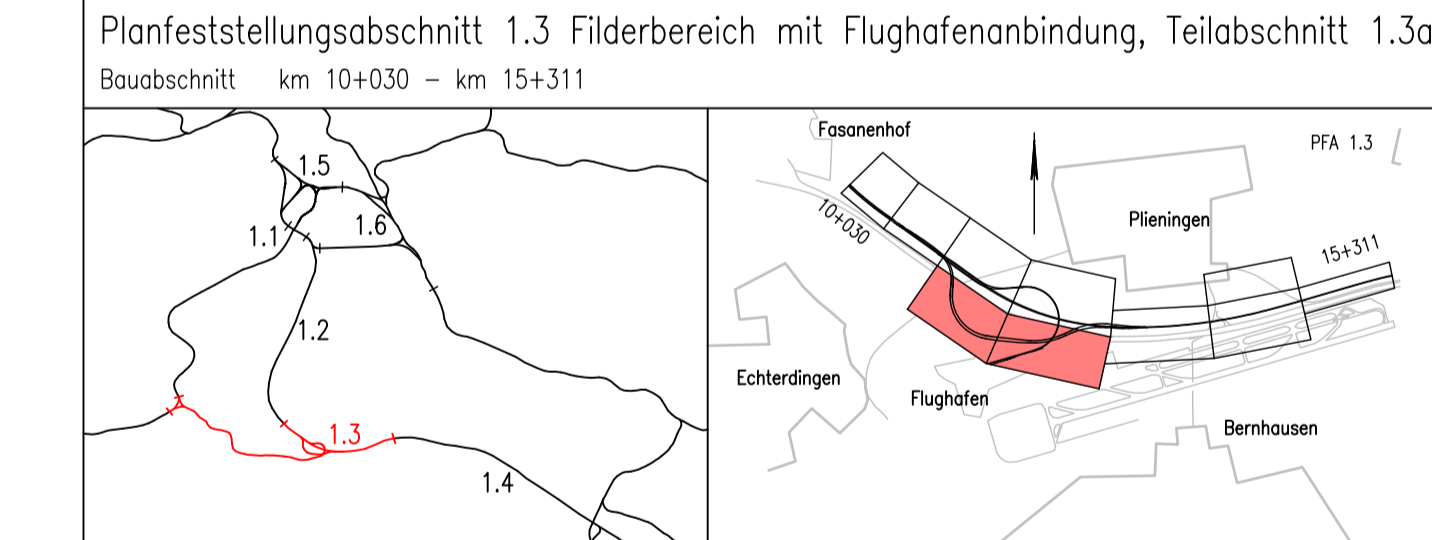 Planfeststellungsabschnitt 1.3 Filderbereich mit Flughafenanbindung, Teilabschnitt 1.3a
Bauabschnitt km 10+030 – km 15+311
1.5
1.6
1.1
1.2
1.3
1.4
Fasanenhof
PFA 1.3
10+030
Plieningen
15+311
Echterdingen
Flughafen
Bernhausen